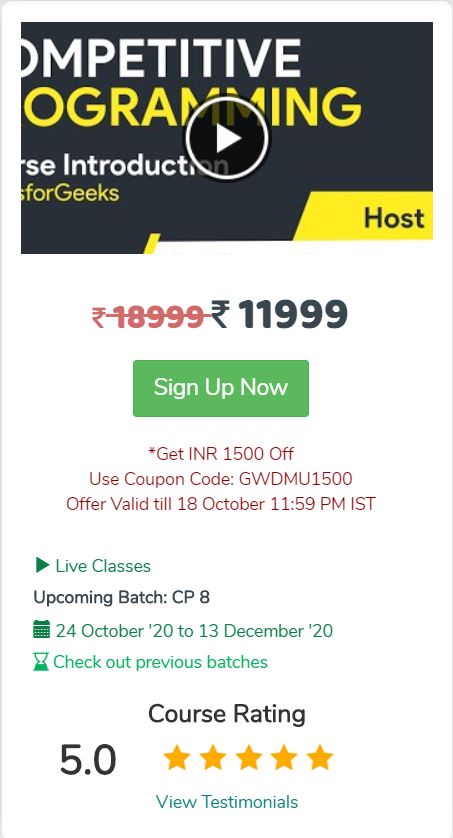 OMPETITIVE
OGRAMMING
rse Introduction
sforGeeks
Host
₹ 18999 ₹ 11999
Sign Up Now
*Get INR 1500 Off
Use Coupon Code: GWDMU1500
Offer Valid till 18 October 11:59 PM IST
Live Classes
Upcoming Batch: CP 8
24 October '20 to 13 December '20
Check out previous batches
Course Rating
5.0
View Testimonials